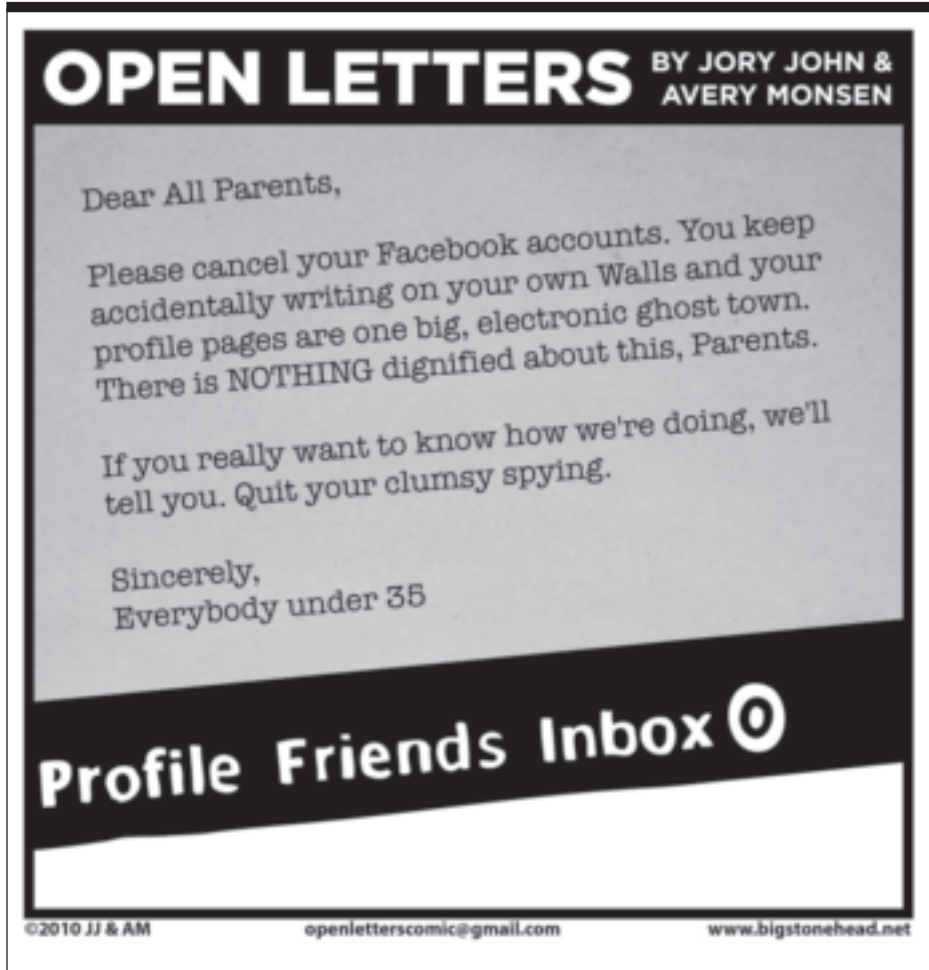 OPEN LETTERS
BY JORY JOHN &
AVERY MONSEN
Dear All Parents,
Please cancel your Facebook accounts. You keep
accidentally writing on your own Walls and your
profile pages are one big, electronic ghost town.
There is NOTHING dignified about this, Parents.
If you really want to know how we're doing, we'll
tell you. Quit your clumsy spying.
Sincerely,
Everybody under 35
Profile Friends Inbox 0
©2010 JJ & AM
openletterscomic@gmail.com
www.bigstonehead.net